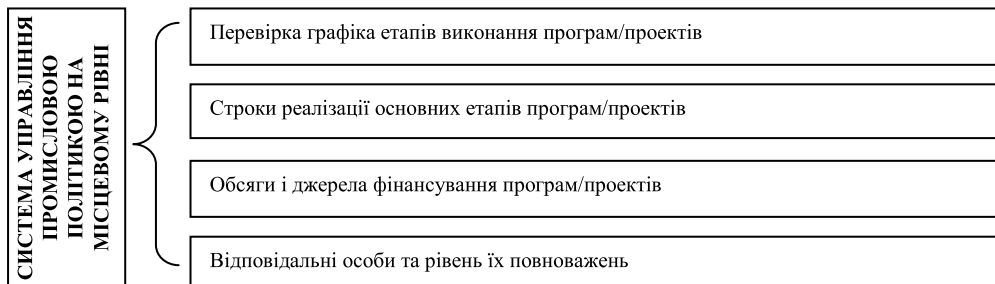 СИСТЕМА УПРАВЛІННЯ
ПРОМИСЛОВОЮ
ПОЛІТИКОЮ НА
МІСЦЕВОМУ РІВНІ
Перевірка графіка етапів виконання програм/проектів
Строки реалізації основних етапів програм/проектів
Обсяги і джерела фінансування програм/проектів
Відповідальні особи та рівень їх повноважень